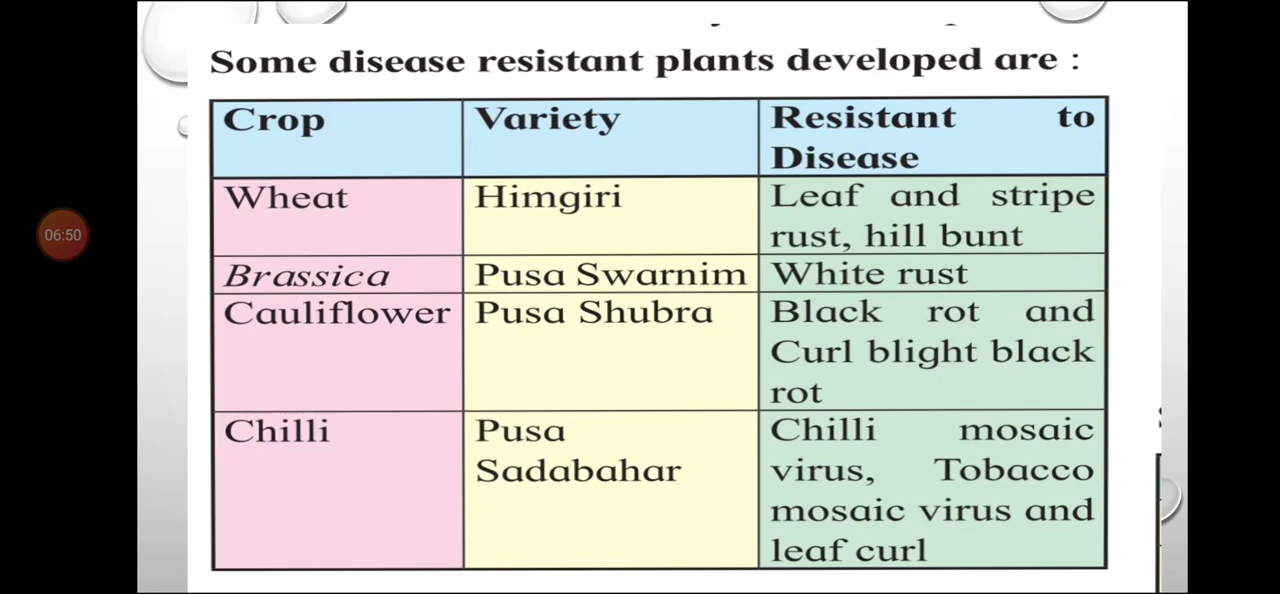 Some disease resistant plants developed are :
Crop
Variety
Resistant to
Disease
Wheat
Himgiri
Leaf and stripe
rust, hill bunt
Brassica
Pusa Swarnim
White rust
Cauliflower
Pusa Shubra
Black rot and
Curl blight black
rot
Chilli
Pusa
Sadabahar
Chilli mosaic
virus, Tobacco
mosaic virus and
leaf curl
06:50